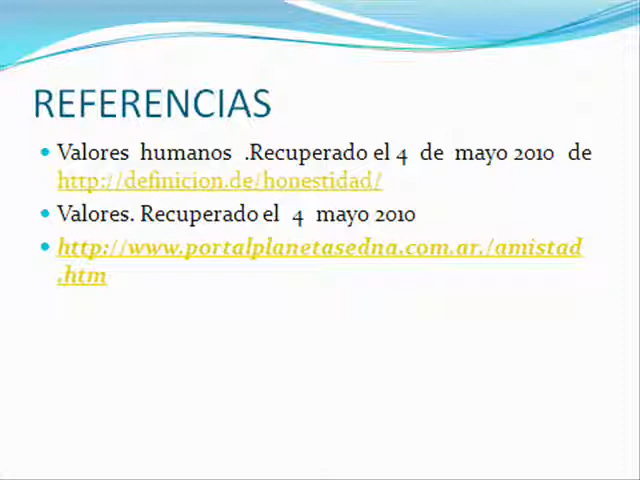 REFERENCIAS
Valores humanos .Recuperado el 4 de mayo 2010 de
http://definicion.de/honestidad/
Valores. Recuperado el 4 mayo 2010
http://www.portalplanetasedna.com.ar./amistad
.htm